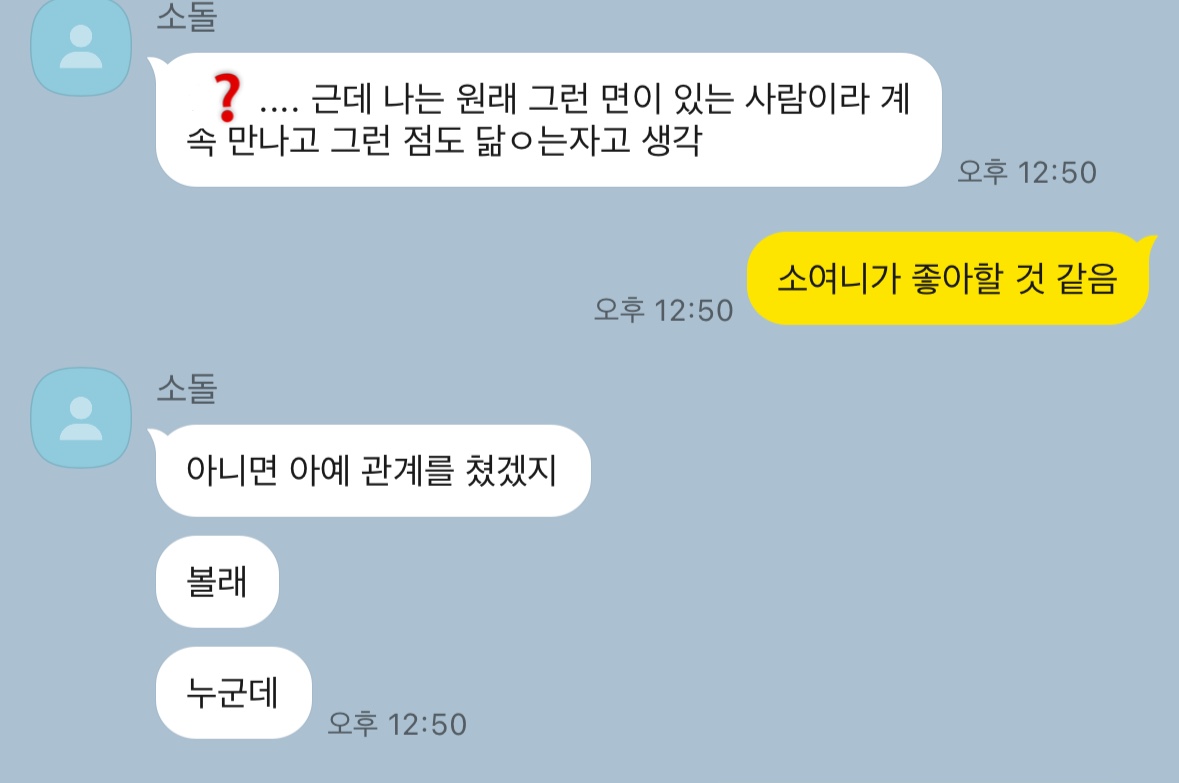 소돌
❓.... 근데 나는 원래 그런 면이 있는 사람이라 계
속 만나고 그런 점도 닮ㅇ는자고 생각
오후 12:50
소여니가 좋아할 것 같음
오후 12:50
소돌
아니면 아예 관계를 쳤겠지
볼래
누군데
오후 12:50